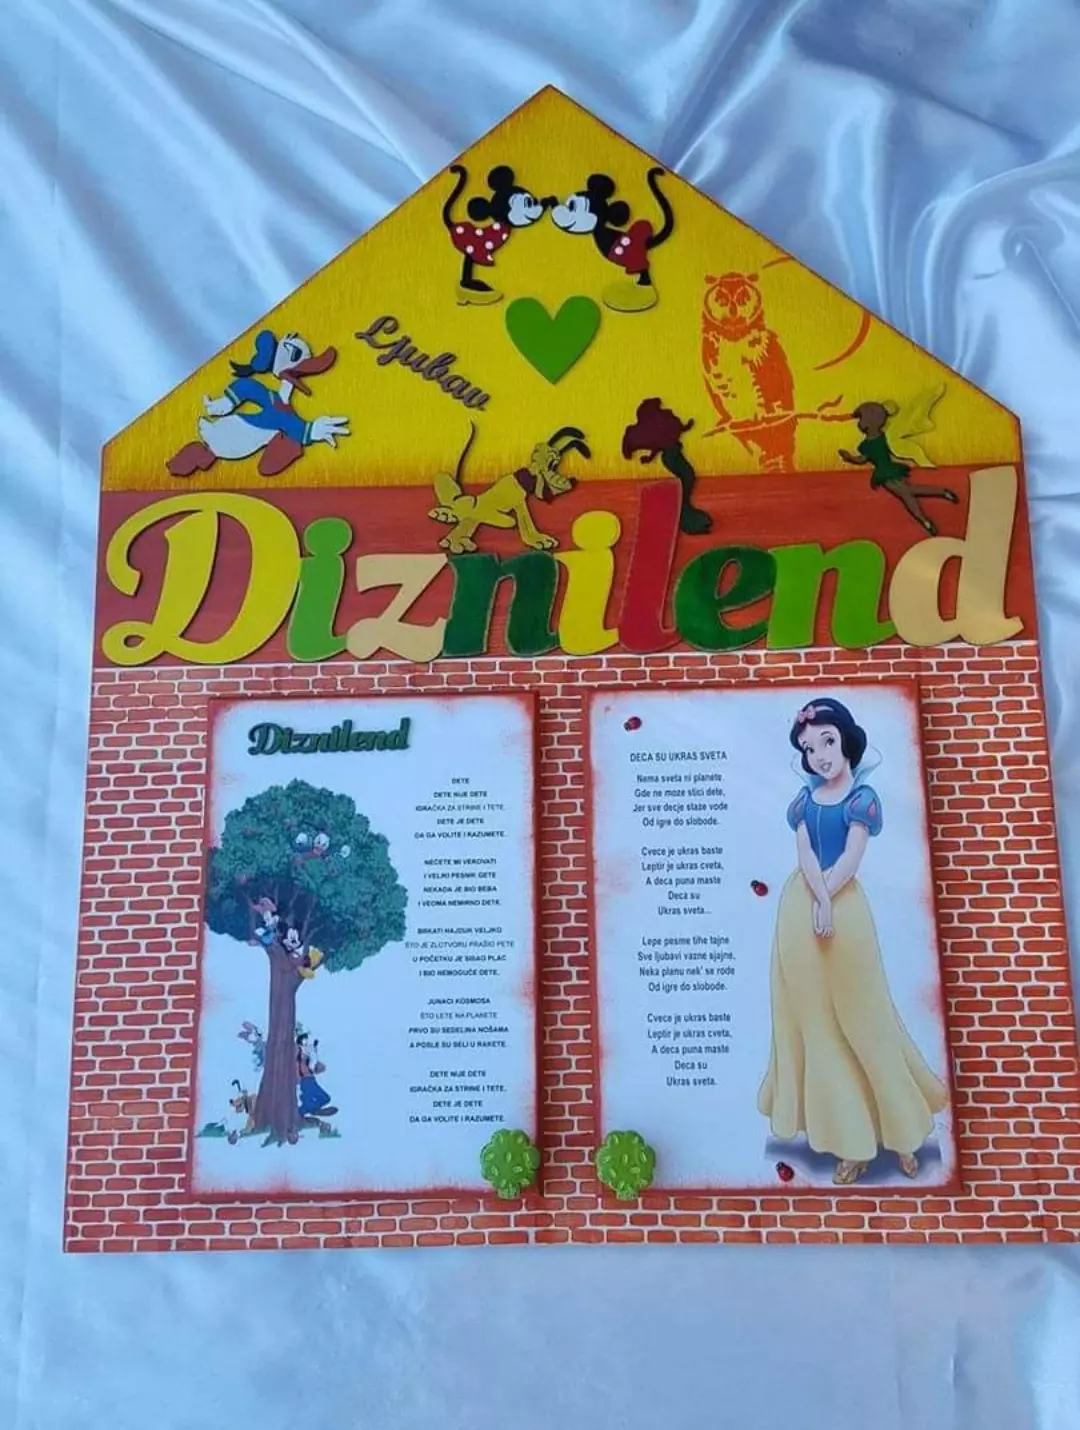 Ljubav
Diznilend
Diznilend
DETE
DETE NIJE DETE
IGRAČKA ZA STRINE I TETE,
DETE JE DETE
DA GA VOLITE I RAZUMETE.
NEĆETE MI VEROVATI
I VELIKI PESNIK GETE
NEKADA JE BIO BEBA
I VEOMA NEMIRNO DETE.
BRKATI HAJDUK VELJKO
ŠTO JE ZLOTVORU PRAŠIO PETE
U POČETKU JE SISAO PLAC
I BIO NEMOGUĆE DETE,
JUNACI KOSMOSA
ŠTO LETE NA PLANETE
PRVO SU SEDELI NA NOŠAMA
A POSLE SU SELI U RAKETE.
DETE NIJE DETE
IGRAČKA ZA STRINE I TETE,
DETE JE DETE
DA GA VOLITE I RAZUMETE.
DECA SU UKRAS SVETA
Nema sveta ni planete
Gde ne moze stici dete,
Jer sve decje staze vode
Od igre do slobode.
Cvece je ukras baste
Leptir je ukras cveta,
A deca puna maste
Deca su
Ukras sveta...
Lepe pesme tihe tajne
Sve ljubavi vazne sjajne,
Neka planu nek' se rode
Od igre do slobode.
Cvece je ukras baste
Leptir je ukras cveta,
A deca puna maste
Deca su
Ukras sveta.